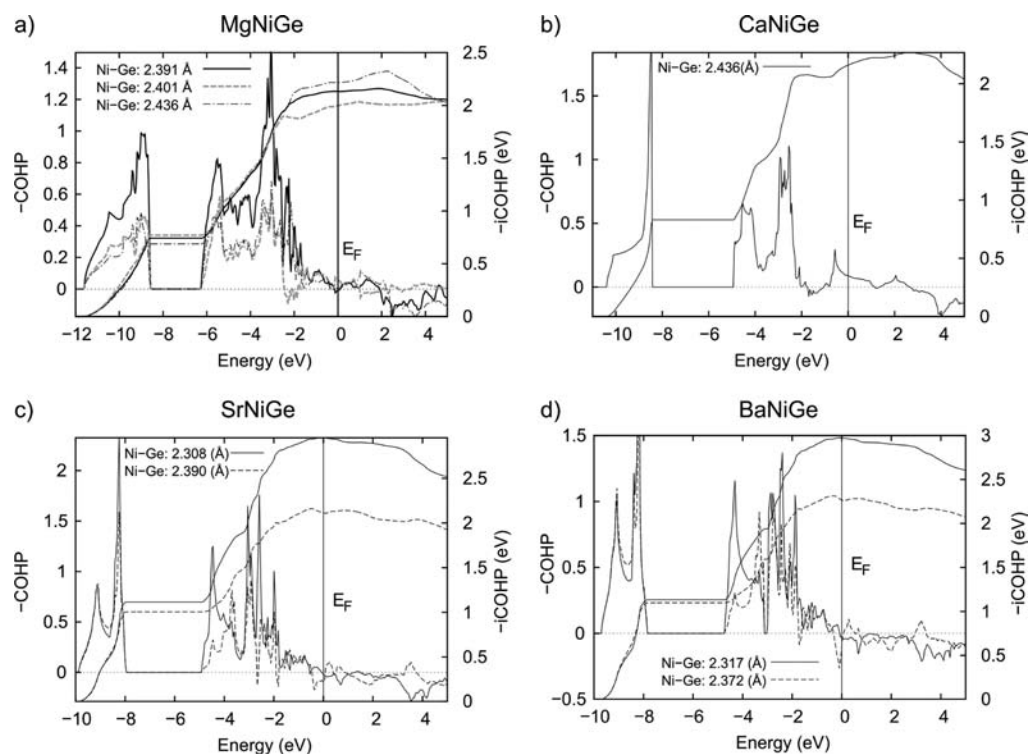 a) MgNiGe
Ni-Ge: 2.391 Å
Ni-Ge: 2.401 Å
Ni-Ge: 2.436 Å
1.4
1.2
1
0.8
0.6
0.4
0.2
0
−COHP
2.5
2
1.5
1
0.5
0
−iCOHP (eV)
E_F
−12 −10 −8 −6 −4 −2 0 2 4
Energy (eV)
b) CaNiGe
Ni-Ge: 2.436(Å)
1.5
1
0.5
0
−COHP
2
1.5
1
0.5
0
−iCOHP (eV)
E_F
−10 −8 −6 −4 −2 0 2 4
Energy (eV)
c) SrNiGe
Ni-Ge: 2.308 (Å)
Ni-Ge: 2.390 (Å)
2
1.5
1
0.5
0
−COHP
2.5
2
1.5
1
0.5
0
−iCOHP (eV)
E_F
−10 −8 −6 −4 −2 0 2 4
Energy (eV)
d) BaNiGe
1.5
1
0.5
0
−0.5
−COHP
3
2.5
2
1.5
1
0.5
0
−iCOHP (eV)
E_F
Ni-Ge: 2.317 (Å)
Ni-Ge: 2.372 (Å)
−10 −8 −6 −4 −2 0 2 4
Energy (eV)